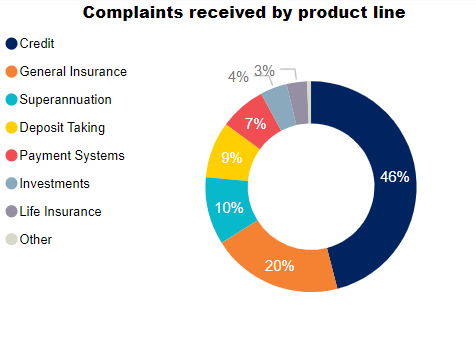 Complaints received by product line
Credit
General Insurance
Superannuation
Deposit Taking
Payment Systems
Investments
Life Insurance
Other
4%
3%
7%
9%
10%
20%
46%